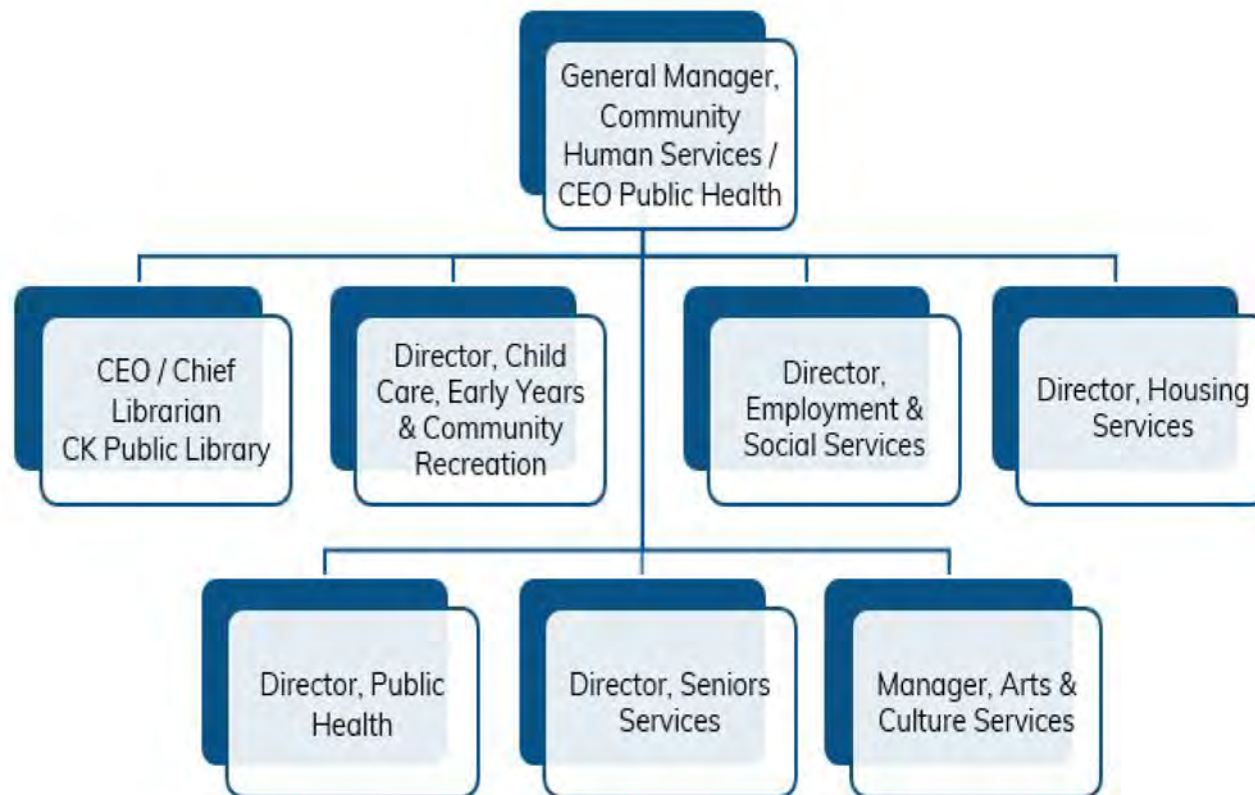 General Manager,
Community
Human Services /
CEO Public Health
CEO / Chief
Librarian
CK Public Library
Director, Child
Care, Early Years
& Community
Recreation
Director,
Employment &
Social Services
Director, Housing
Services
Director, Public
Health
Director, Seniors
Services
Manager, Arts &
Culture Services